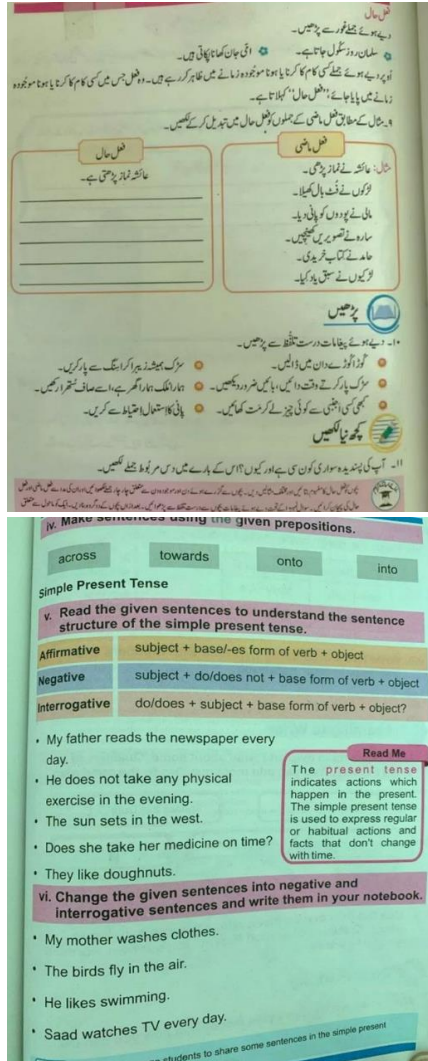 فعل حال
دیے ہوئے جملے غور سے پڑھیں۔
سلمان روز سکول جاتا ہے۔ امّی جان کھانا پکاتی ہیں۔
اُوپر دیے ہوئے جملے کسی کام کا کرنا یا ہونا موجودہ زمانے میں ظاہر کر رہے ہیں۔ وہ فعل جس میں کسی کام کا کرنا یا ہونا موجودہ
زمانے میں پایا جائے، "فعل حال" کہلاتا ہے۔
۹۔ مثال کے مطابق فعل ماضی کے جملوں کو فعل حال میں تبدیل کر کے لکھیں۔
فعل ماضی
فعل حال
مثال: عائشہ نے نماز پڑھی۔
عائشہ نماز پڑھتی ہے۔
لڑکوں نے فٹ بال کھیلا۔
مالی نے پودوں کو پانی دیا۔
سارہ نے تصویریں کھینچیں۔
حامد نے کتاب خریدی۔
لڑکیوں نے سبق یاد کیا۔
پڑھیں
۱۰۔ دیے ہوئے پیغامات درست تلفّظ سے پڑھیں۔
کُوڑا کُوڑے دان میں ڈالیں۔ سڑک ہمیشہ زیبرا کراسنگ سے پار کریں۔
سڑک پار کرتے وقت دائیں، بائیں ضرور دیکھیں۔ ہمارا ملک ہمارا گھر ہے، اسے صاف سُتھرا رکھیں۔
کبھی کسی اجنبی سے کوئی چیز لے کر مت کھائیں۔ پانی کا استعمال احتیاط سے کریں۔
کچھ نیا لکھیں
۱۱۔ آپ کی پسندیدہ سواری کون سی ہے اور کیوں؟ اس کے بارے میں دس مربُوط جملے لکھیں۔
iv. Make sentences using the given prepositions.
across towards onto into
Simple Present Tense
v. Read the given sentences to understand the sentence
structure of the simple present tense.
Affirmative subject + base/-es form of verb + object
Negative subject + do/does not + base form of verb + object
Interrogative do/does + subject + base form of verb + object?
• My father reads the newspaper every
day.
• He does not take any physical
exercise in the evening.
• The sun sets in the west.
• Does she take her medicine on time?
• They like doughnuts.
Read Me
The present tense
indicates actions which
happen in the present.
The simple present tense
is used to express regular
or habitual actions and
facts that don't change
with time.
vi. Change the given sentences into negative and
interrogative sentences and write them in your notebook.
• My mother washes clothes.
• The birds fly in the air.
• He likes swimming.
• Saad watches TV every day.
students to share some sentences in the simple present